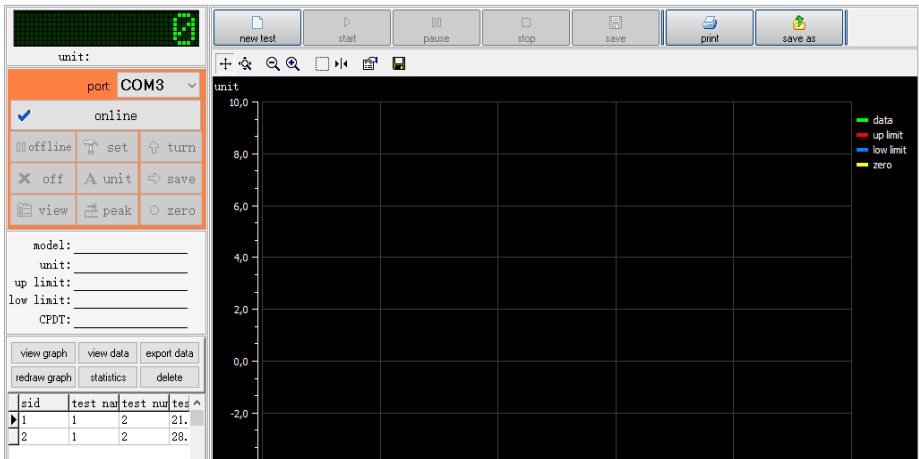 0
unit:
new test start pause stop save print save as
port: COM3
online
offline set turn
off unit save
view peak zero
model:
unit:
up limit:
low limit:
CPDT:
view graph view data export data
redraw graph statistics delete
sid test nam test num tes
1 1 2 21.
2 1 2 28.
unit
10,0
8,0
6,0
4,0
2,0
0,0
-2,0
data
up limit
low limit
zero